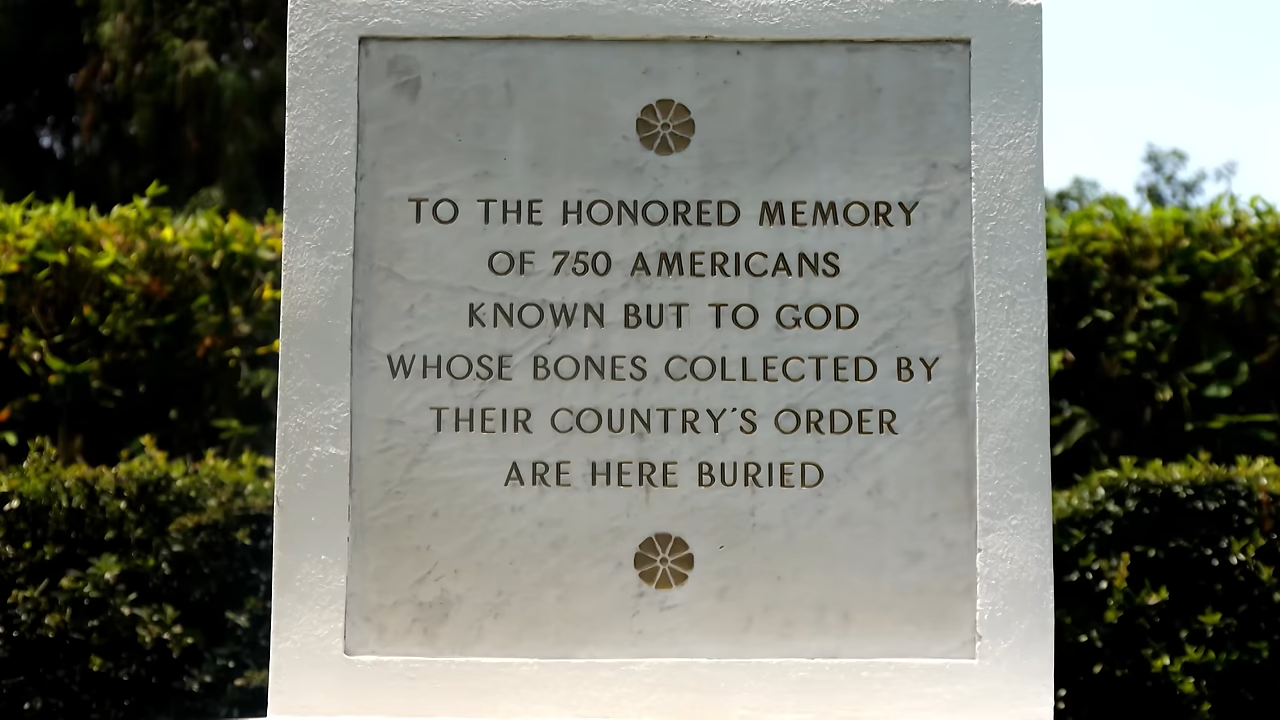 TO THE HONORED MEMORY
OF 750 AMERICANS
KNOWN BUT TO GOD
WHOSE BONES COLLECTED BY
THEIR COUNTRY'S ORDER
ARE HERE BURIED